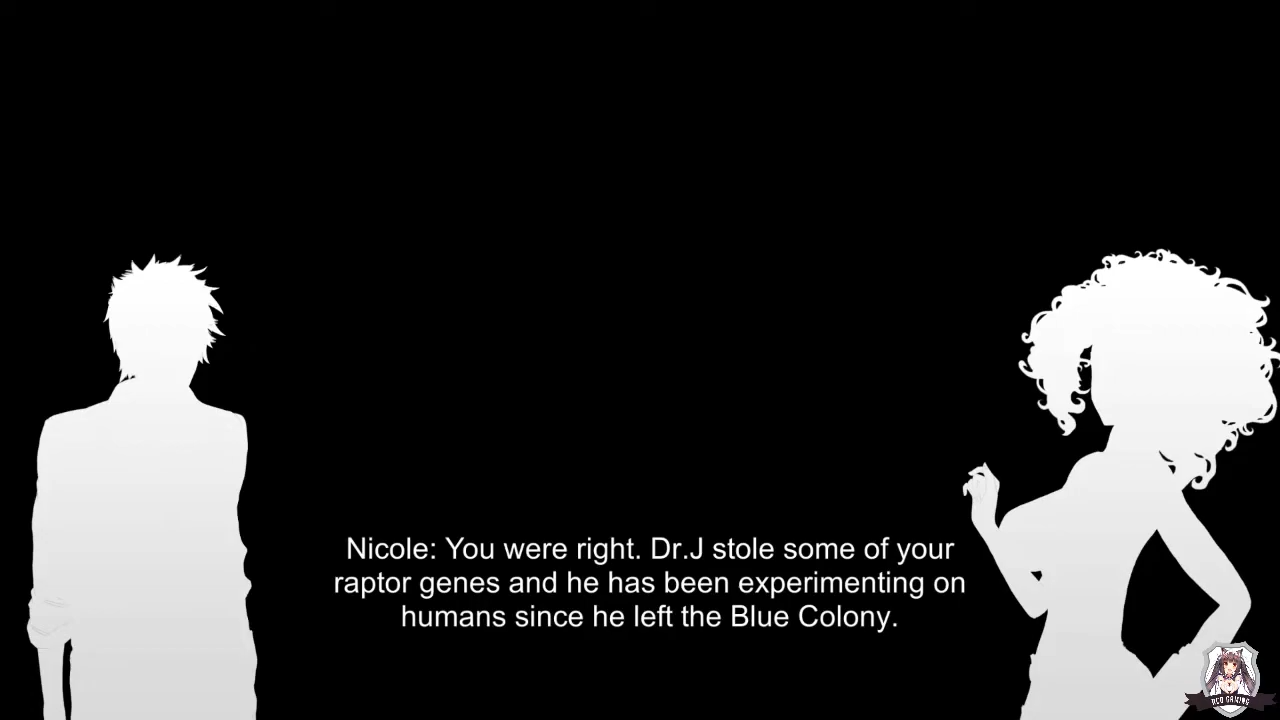 Nicole: You were right. Dr.J stole some of your
raptor genes and he has been experimenting on
humans since he left the Blue Colony.